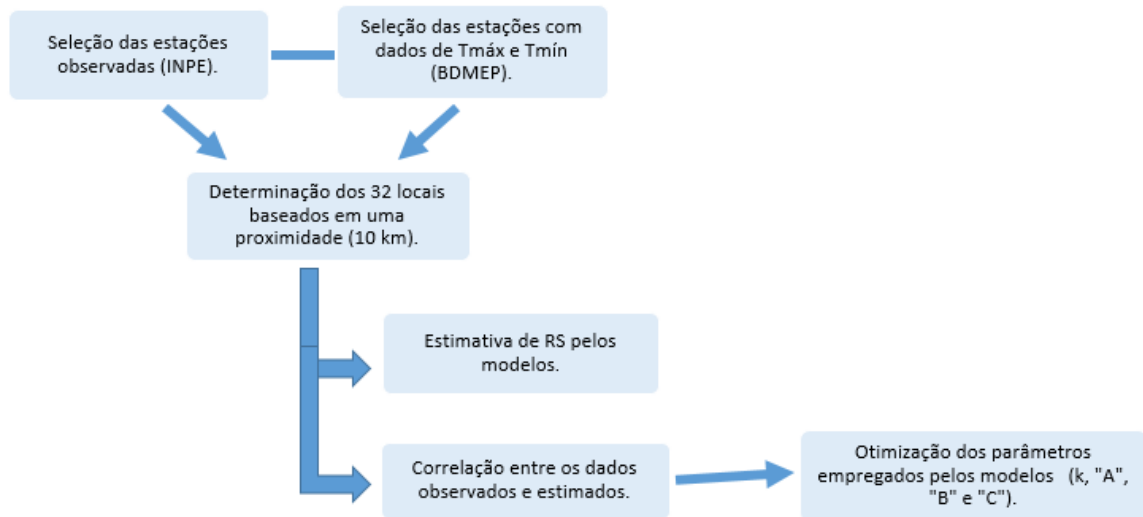 Seleção das estações
observadas (INPE).
Seleção das estações com
dados de Tmáx e Tmín
(BDMEP).
Determinação dos 32 locais
baseados em uma
proximidade (10 km).
Estimativa de RS pelos
modelos.
Correlação entre os dados
observados e estimados.
Otimização dos parâmetros
empregados pelos modelos (k, "A",
"B" e "C").